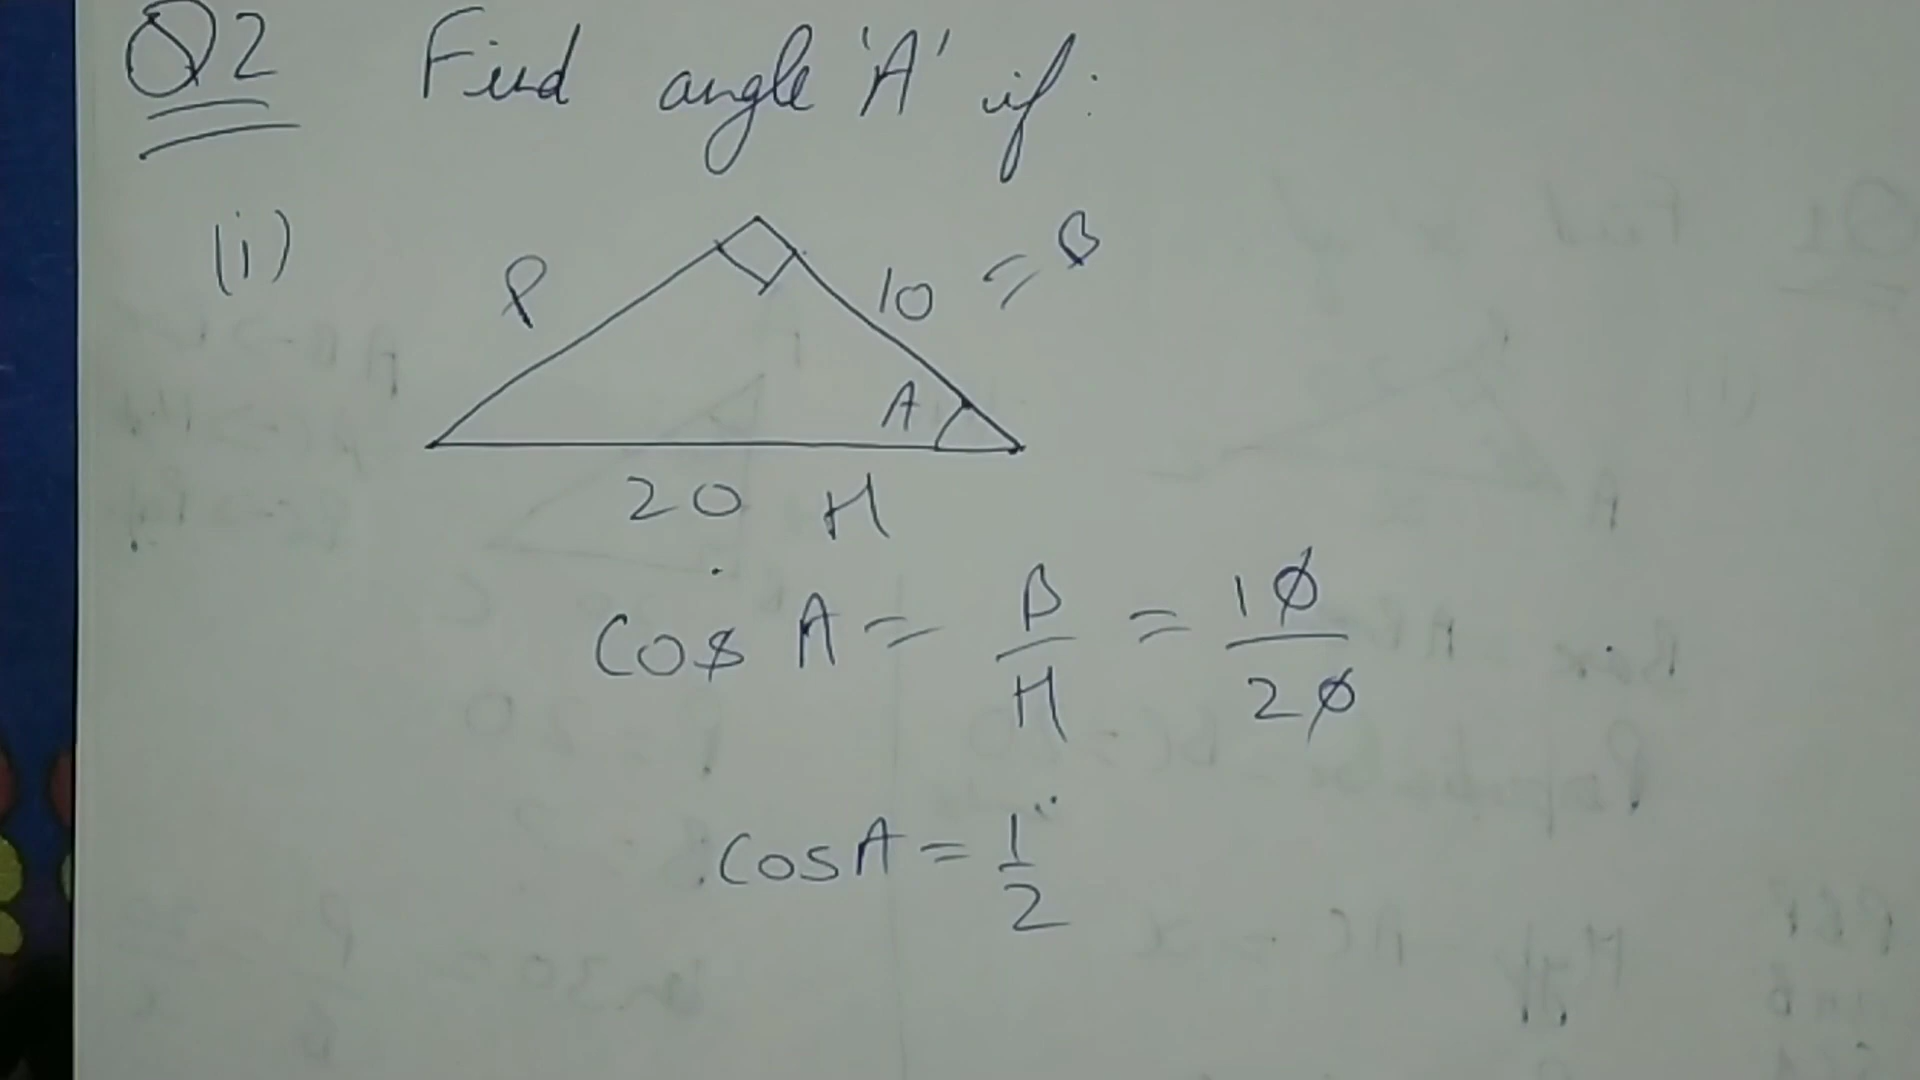 Q2 Find angle 'A' if:
(i)
P
10 = B
A
20 H
Cos A = B/H = 10/20
Cos A = 1/2